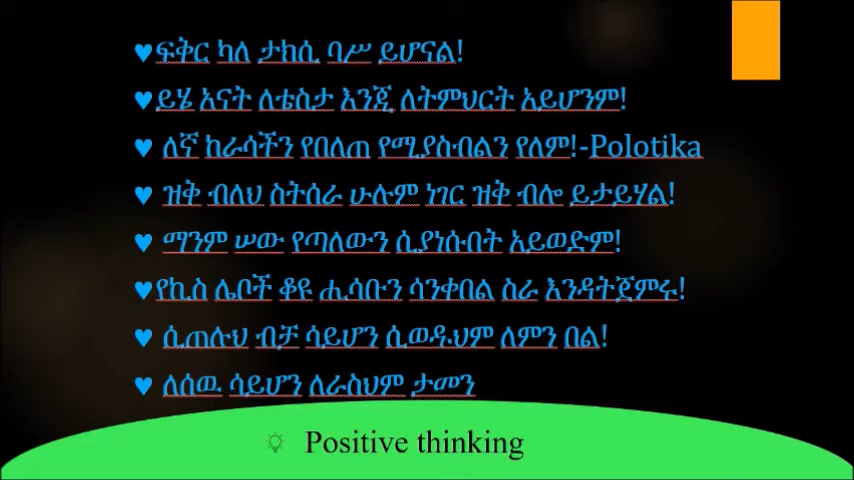 ♥ፍቅር ካለ ታክሲ ባሥ ይሆናል!
♥ይሄ አናት ለቴስታ እንጂ ለትምህርት አይሆንም!
♥ ለኛ ከራሳችን የበለጠ የሚያስብልን የለም!-Polotika
♥ ዝቅ ብለህ ስትሰራ ሁሉም ነገር ዝቅ ብሎ ይታይሃል!
♥ ማንም ሠው የጣለውን ሲያነሱበት አይወድም!
♥የኪስ ሌቦች ቆዩ ሒሳቡን ሳንቀበል ስራ እንዳትጀምሩ!
♥ ሲጠሉህ ብቻ ሳይሆን ሲወዱህም ለምን በል!
♥ ለሰዉ ሳይሆን ለራስህም ታመን
Positive thinking